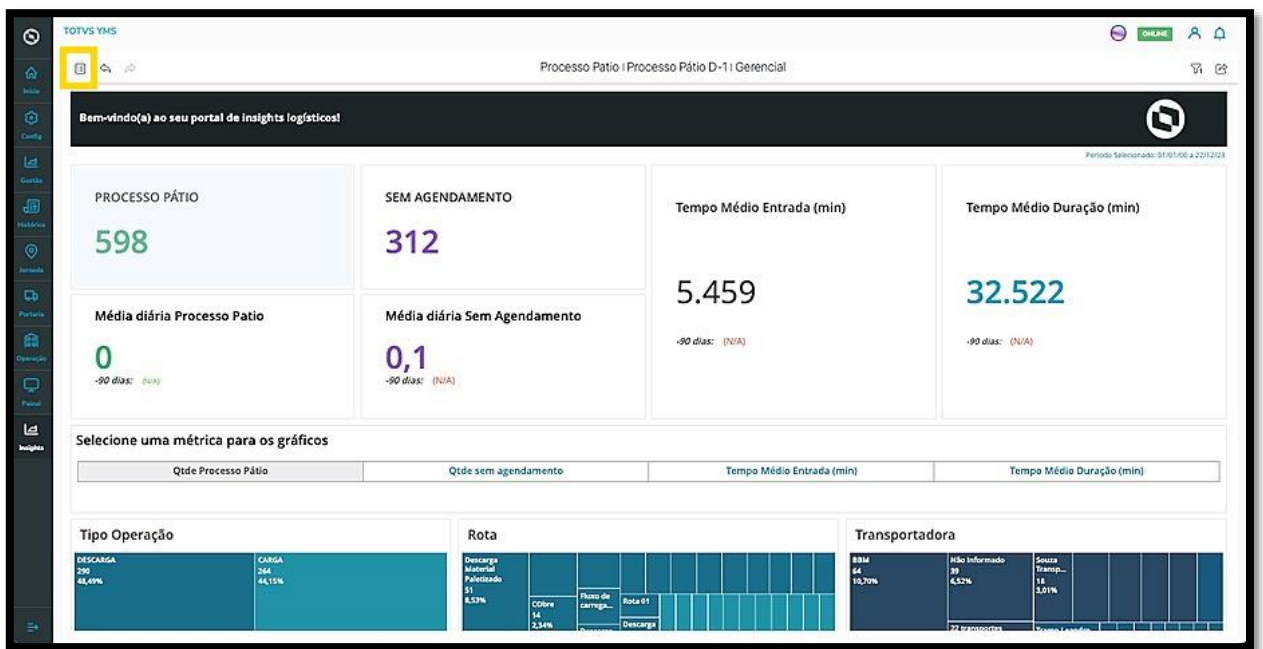 TOTVS YMS
ONLINE
Processo Patio | Processo Pátio D-1 | Gerencial
Início
Config
Gestão
Histórico
Jornada
Portaria
Operação
Painel
Insights
Bem-vindo(a) ao seu portal de insights logísticos!
Período Selecionado: 01/01/00 a 22/12/23
PROCESSO PÁTIO
598
SEM AGENDAMENTO
312
Tempo Médio Entrada (min)
5.459
-90 dias: (N/A)
Tempo Médio Duração (min)
32.522
-90 dias: (N/A)
Média diária Processo Patio
0
-90 dias: (N/A)
Média diária Sem Agendamento
0,1
-90 dias: (N/A)
Selecione uma métrica para os gráficos
Qtde Processo Pátio
Qtde sem agendamento
Tempo Médio Entrada (min)
Tempo Médio Duração (min)
Tipo Operação
DESCARGA
290
48,49%
CARGA
264
44,15%
Rota
Descarga
Material
Paletizado
51
8,53%
CObre
14
2,34%
Fluxo de
carrega...
Rota 01
Descarga
Transportadora
BBM
64
10,70%
Não Informado
39
6,52%
Souza
Transp...
18
3,01%
22 transportes